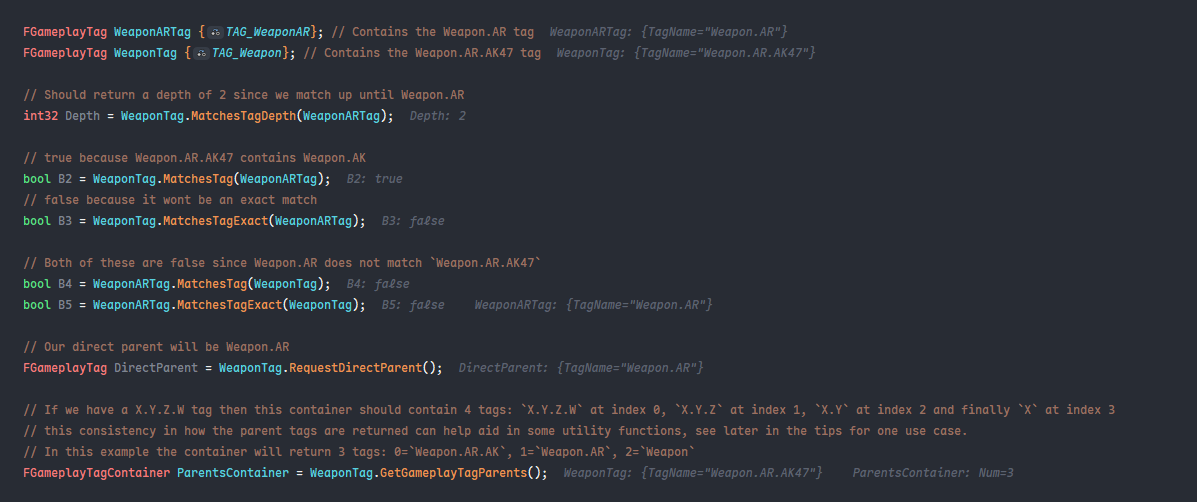 FGameplayTag WeaponARTag {TAG_WeaponAR}; // Contains the Weapon.AR tag WeaponARTag: {TagName="Weapon.AR"}
FGameplayTag WeaponTag {TAG_Weapon}; // Contains the Weapon.AR.AK47 tag WeaponTag: {TagName="Weapon.AR.AK47"}
// Should return a depth of 2 since we match up until Weapon.AR
int32 Depth = WeaponTag.MatchesTagDepth(WeaponARTag); Depth: 2
// true because Weapon.AR.AK47 contains Weapon.AK
bool B2 = WeaponTag.MatchesTag(WeaponARTag); B2: true
// false because it wont be an exact match
bool B3 = WeaponTag.MatchesTagExact(WeaponARTag); B3: false
// Both of these are false since Weapon.AR does not match `Weapon.AR.AK47`
bool B4 = WeaponARTag.MatchesTag(WeaponTag); B4: false
bool B5 = WeaponARTag.MatchesTagExact(WeaponTag); B5: false WeaponARTag: {TagName="Weapon.AR"}
// Our direct parent will be Weapon.AR
FGameplayTag DirectParent = WeaponTag.RequestDirectParent(); DirectParent: {TagName="Weapon.AR"}
// If we have a X.Y.Z.W tag then this container should contain 4 tags: `X.Y.Z.W` at index 0, `X.Y.Z` at index 1, `X.Y` at index 2 and finally `X` at index 3
// this consistency in how the parent tags are returned can help aid in some utility functions, see later in the tips for one use case.
// In this example the container will return 3 tags: 0=`Weapon.AR.AK`, 1=`Weapon.AR`, 2=`Weapon`
FGameplayTagContainer ParentsContainer = WeaponTag.GetGameplayTagParents(); WeaponTag: {TagName="Weapon.AR.AK47"} ParentsContainer: Num=3